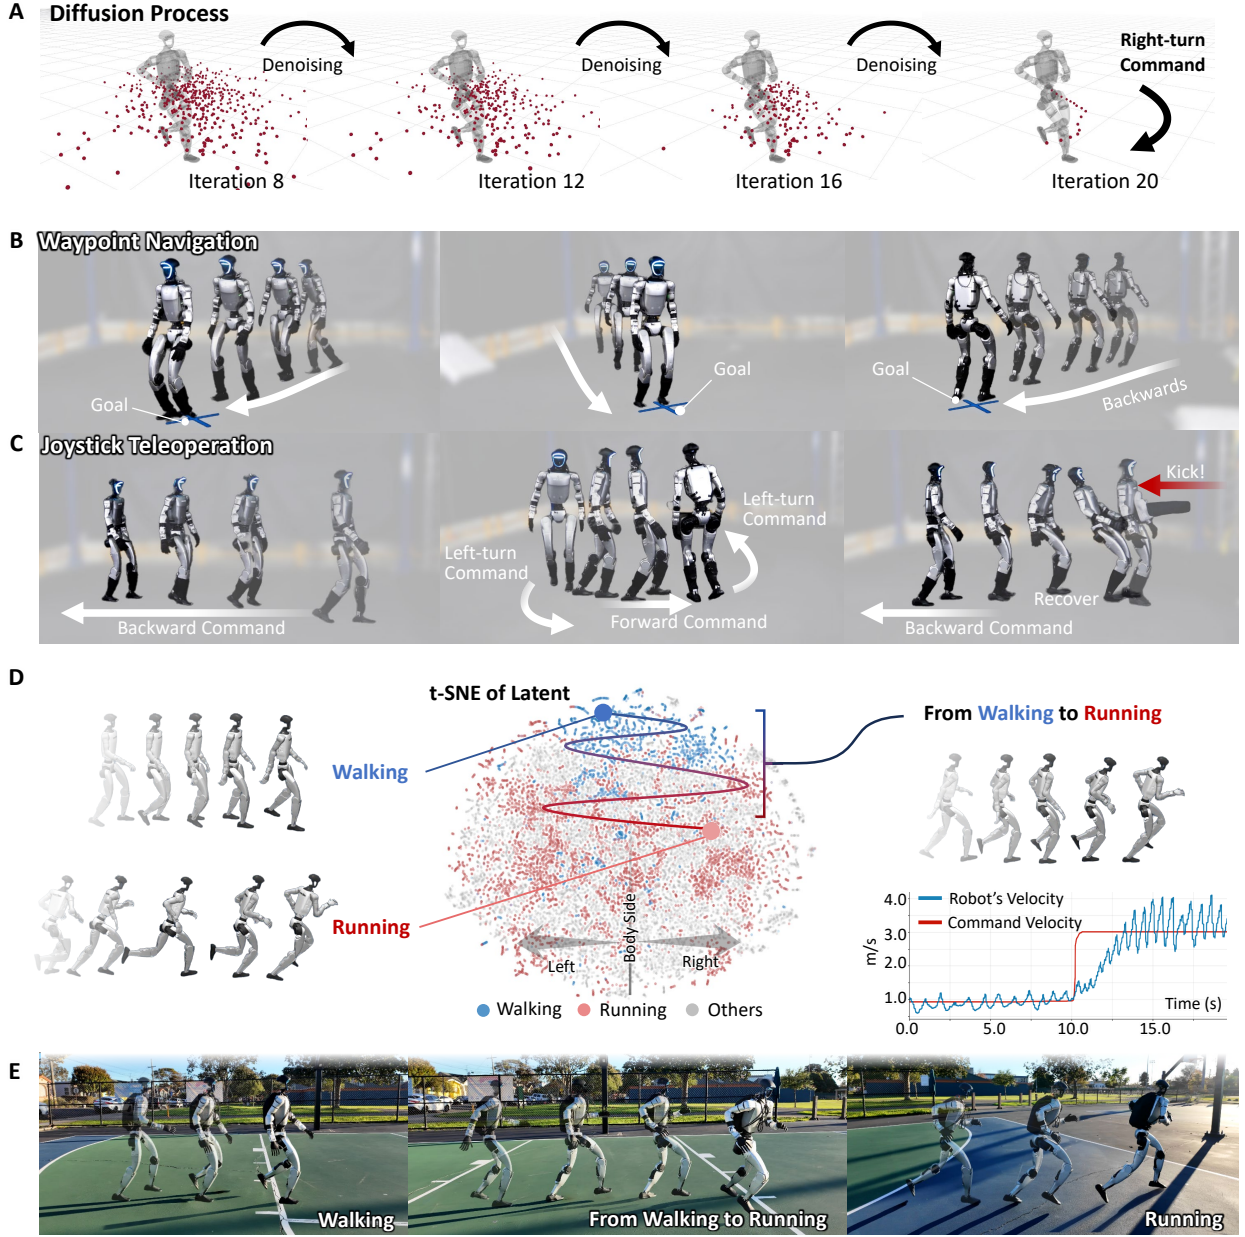 A
Diffusion Process
Denoising
Denoising
Denoising
Right-turn
Command
Iteration 8
Iteration 12
Iteration 16
Iteration 20
B
Waypoint Navigation
Goal
Goal
Goal
Backwards
C
Joystick Teleoperation
Backward Command
Left-turn
Command
Forward Command
Left-turn
Command
Kick!
Recover
Backward Command
D
t-SNE of Latent
Walking
Running
Body-Side
Left
Right
Walking
Running
Others
From Walking to Running
Robot's Velocity
Command Velocity
m/s
4.0
3.0
2.0
1.0
0.0
5.0
10.0
15.0
Time (s)
E
Walking
From Walking to Running
Running